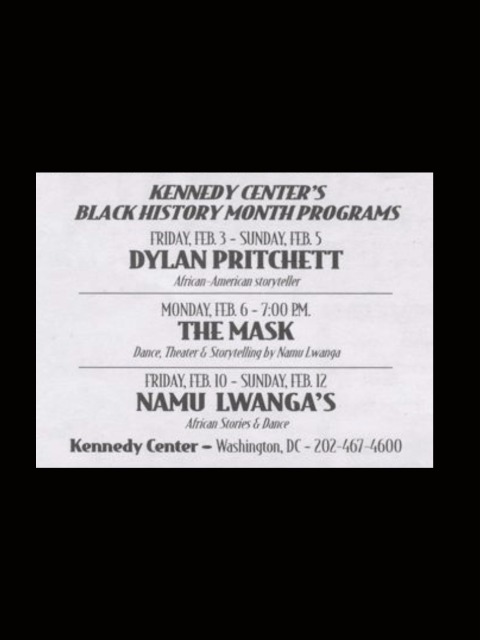 KENNEDY CENTER'S
BLACK HISTORY MONTH PROGRAMS
FRIDAY, FEB. 3 - SUNDAY, FEB. 5
DYLAN PRITCHETT
African-American storyteller
MONDAY, FEB. 6 - 7:00 P.M.
THE MASK
Dance, Theater & Storytelling by Namu Lwanga
FRIDAY, FEB. 10 - SUNDAY, FEB. 12
NAMU LWANGA'S
African Stories & Dance
Kennedy Center – Washington, DC - 202-467-4600